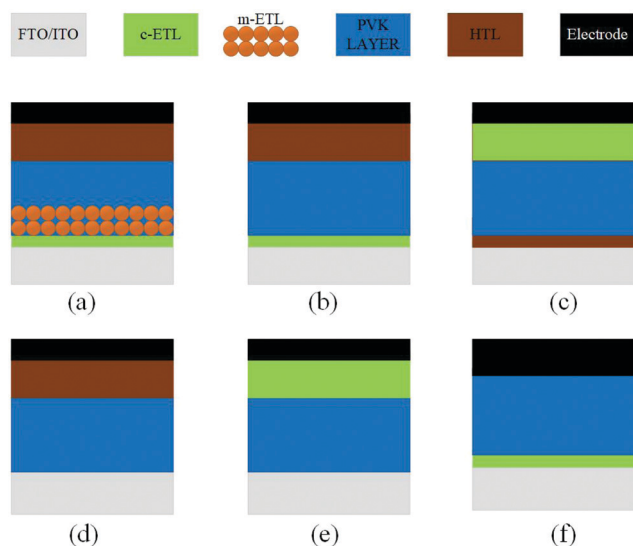 FTO/ITO
c-ETL
m-ETL
PVK
LAYER
HTL
Electrode
(a)
(b)
(c)
(d)
(e)
(f)